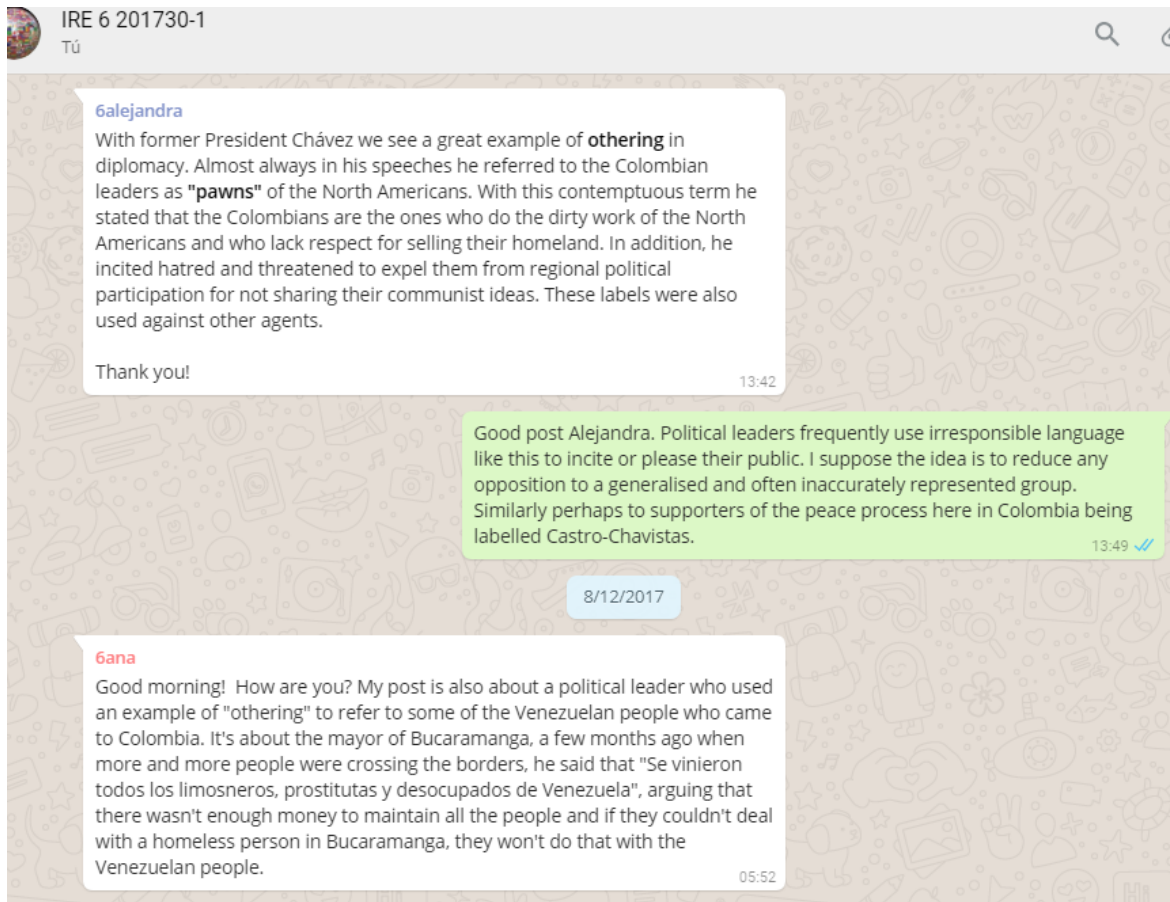 IRE 6 201730-1
Tú
6alejandra
With former President Chávez we see a great example of othering in
diplomacy. Almost always in his speeches he referred to the Colombian
leaders as "pawns" of the North Americans. With this contemptuous term he
stated that the Colombians are the ones who do the dirty work of the North
Americans and who lack respect for selling their homeland. In addition, he
incited hatred and threatened to expel them from regional political
participation for not sharing their communist ideas. These labels were also
used against other agents.
Thank you!
13:42
Good post Alejandra. Political leaders frequently use irresponsible language
like this to incite or please their public. I suppose the idea is to reduce any
opposition to a generalised and often inaccurately represented group.
Similarly perhaps to supporters of the peace process here in Colombia being
labelled Castro-Chavistas.
13:49
8/12/2017
6ana
Good morning! How are you? My post is also about a political leader who used
an example of "othering" to refer to some of the Venezuelan people who came
to Colombia. It's about the mayor of Bucaramanga, a few months ago when
more and more people were crossing the borders, he said that "Se vinieron
todos los limosneros, prostitutas y desocupados de Venezuela", arguing that
there wasn't enough money to maintain all the people and if they couldn't deal
with a homeless person in Bucaramanga, they won't do that with the
Venezuelan people.
05:52